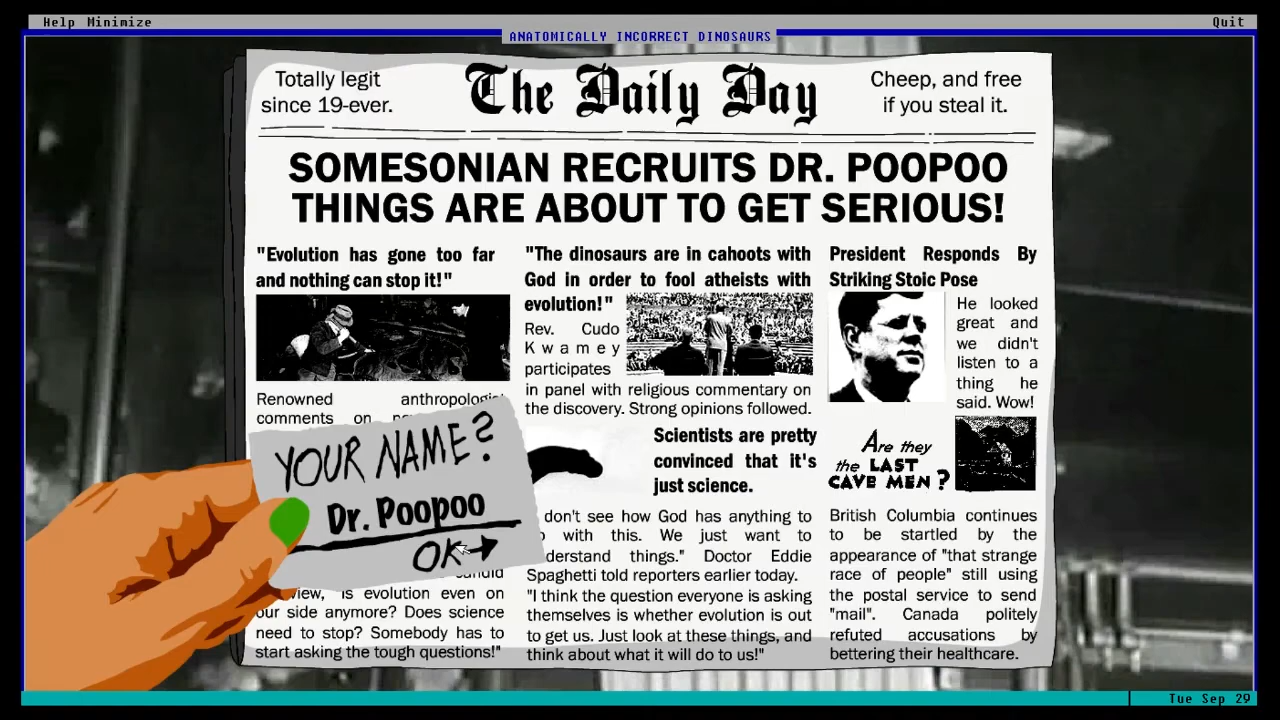 Help Minimize
Quit
ANATOMICALLY INCORRECT DINOSAURS
Totally legit
since 19-ever.
The Daily Day
Cheep, and free
if you steal it.
SOMESONIAN RECRUITS DR. POOPOO
THINGS ARE ABOUT TO GET SERIOUS!
"Evolution has gone too far
and nothing can stop it!"
Renowned anthropologist
comments on
YOUR NAME?
Dr. Poopoo
OK
view, "is evolution even on
our side anymore? Does science
need to stop? Somebody has to
start asking the tough questions!"
"The dinosaurs are in cahoots with
God in order to fool atheists with
evolution!"
Rev. Cudo
Kwamey
participates
in panel with religious commentary on
the discovery. Strong opinions followed.
Scientists are pretty
convinced that it's
just science.
don't see how God has anything to
with this. We just want to
understand things." Doctor Eddie
Spaghetti told reporters earlier today.
"I think the question everyone is asking
themselves is whether evolution is out
to get us. Just look at these things, and
think about what it will do to us!"
President Responds By
Striking Stoic Pose
He looked
great and
we didn't
listen to a
thing he
said. Wow!
Are they
the LAST
CAVE MEN?
British Columbia continues
to be startled by the
appearance of "that strange
race of people" still using
the postal service to send
"mail". Canada politely
refuted accusations by
bettering their healthcare.
Tue Sep 29